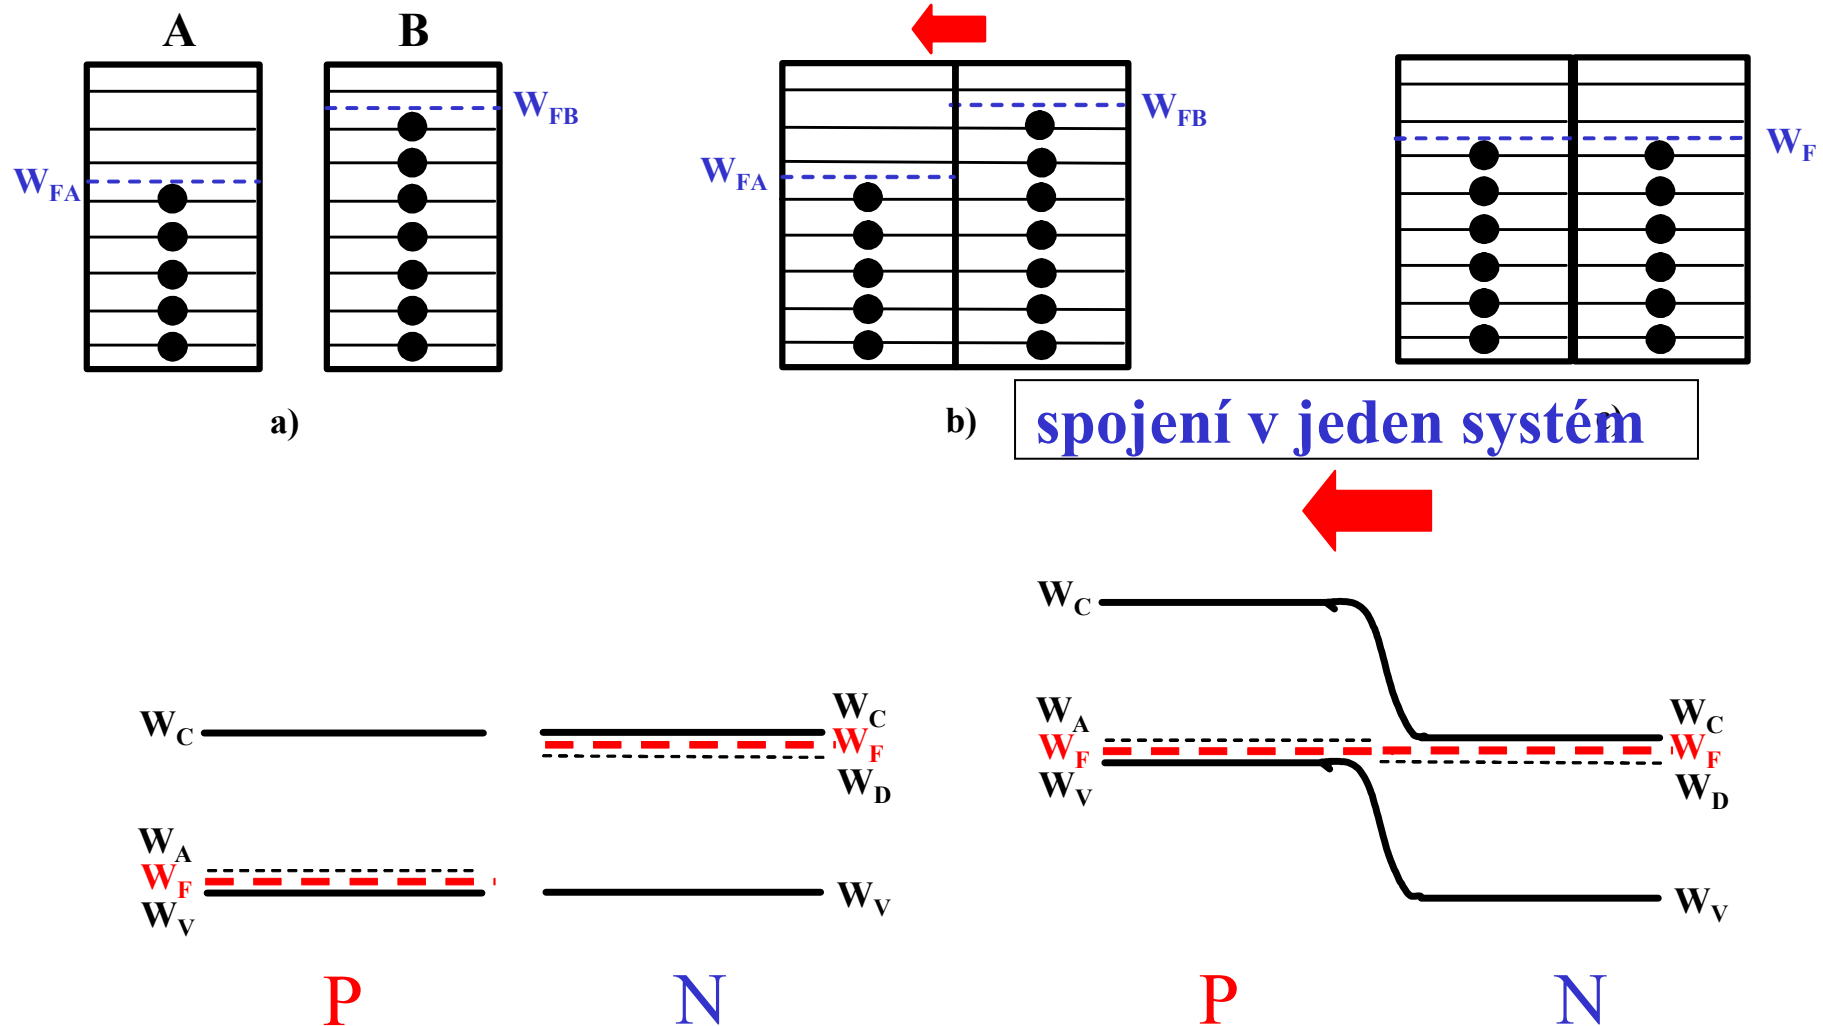 A B
W_FA
W_FB
W_FA
W_FB
W_F
a)
b)
spojení v jeden systém
c)
W_C
W_A
W_F
W_V
W_C
W_F
W_D
W_V
P N
W_C
W_A
W_F
W_V
W_C
W_F
W_D
W_V
P N